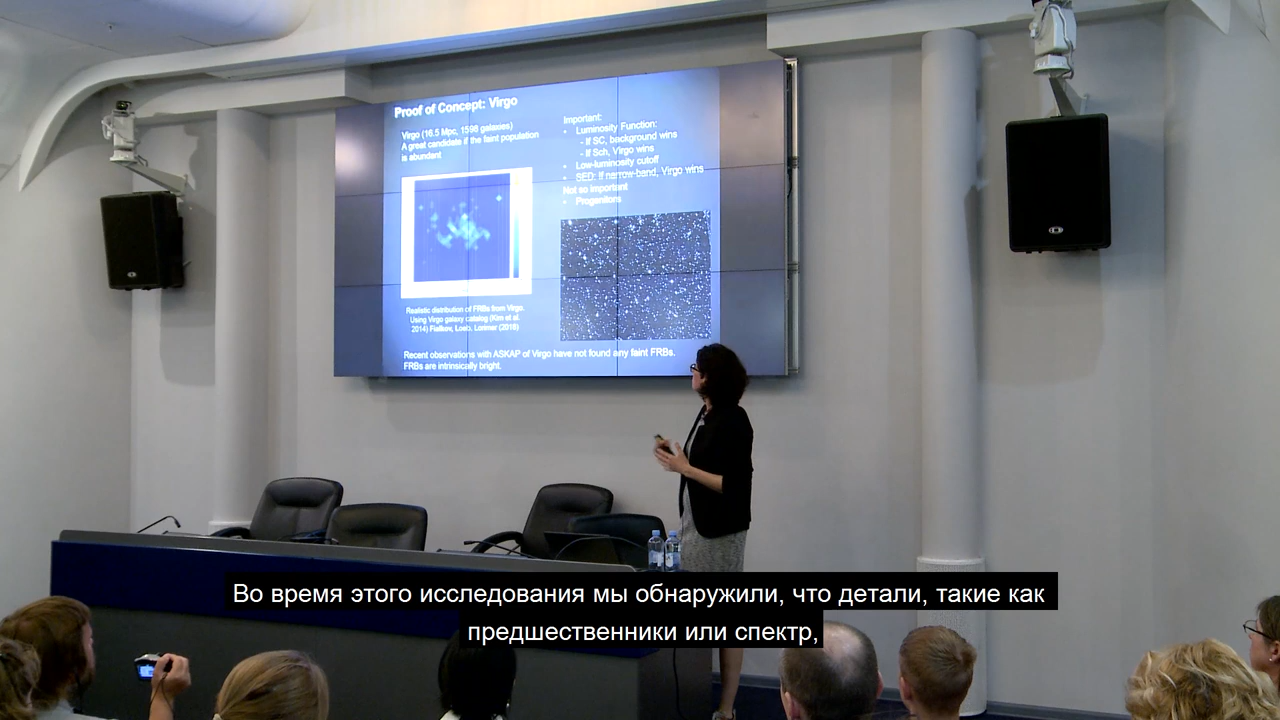 Proof of Concept: Virgo
Virgo (16.5 Mpc, 1598 galaxies)
A great candidate if the faint population
is abundant
Important:
• Luminosity Function:
- If SC, background wins
- If Sch, Virgo wins
• Low-luminosity cutoff
• SED: If narrow-band, Virgo wins
Not so important
• Progenitors
Realistic distribution of FRBs from Virgo.
Using Virgo galaxy catalog (Kim et al.
2014) Fialkov, Loeb, Lorimer (2018)
Recent observations with ASKAP of Virgo have not found any faint FRBs.
FRBs are intrinsically bright.
Во время этого исследования мы обнаружили, что детали, такие как
предшественники или спектр,